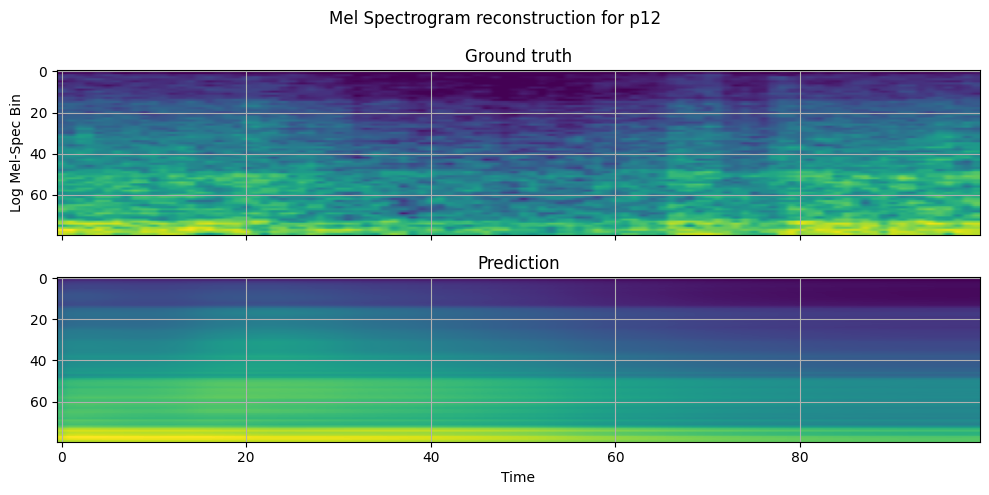 Mel Spectrogram reconstruction for p12
Ground truth
0
20
40
60
Log Mel-Spec Bin
Prediction
0
20
40
60
0 20 40 60 80
Time